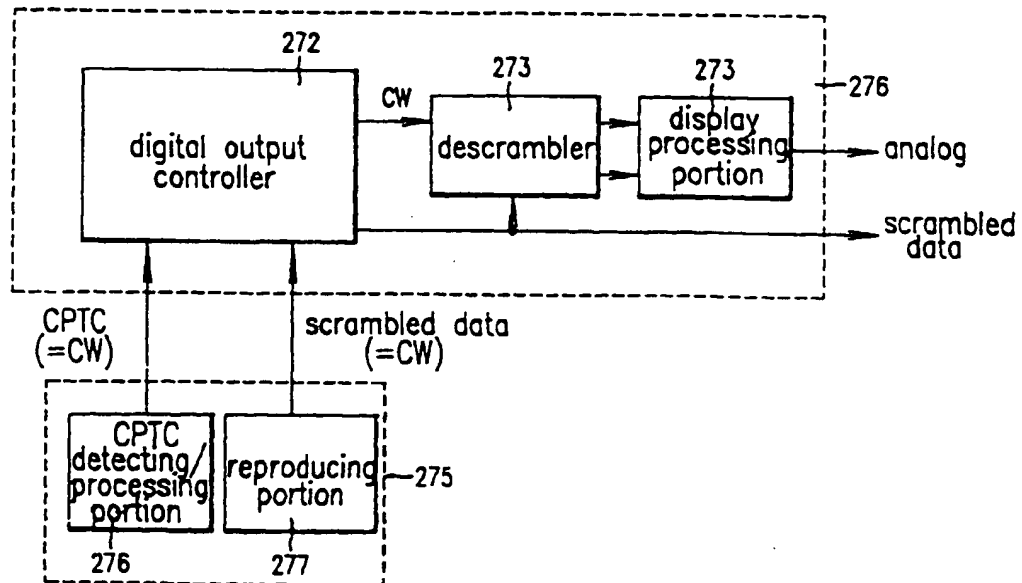 272
273
273
276
CW
digital output
controller
descrambler
display
processing
portion
analog
scrambled
data
CPTC
(=CW)
scrambled data
(=CW)
CPTC
detecting/
processing
portion
reproducing
portion
275
276
277